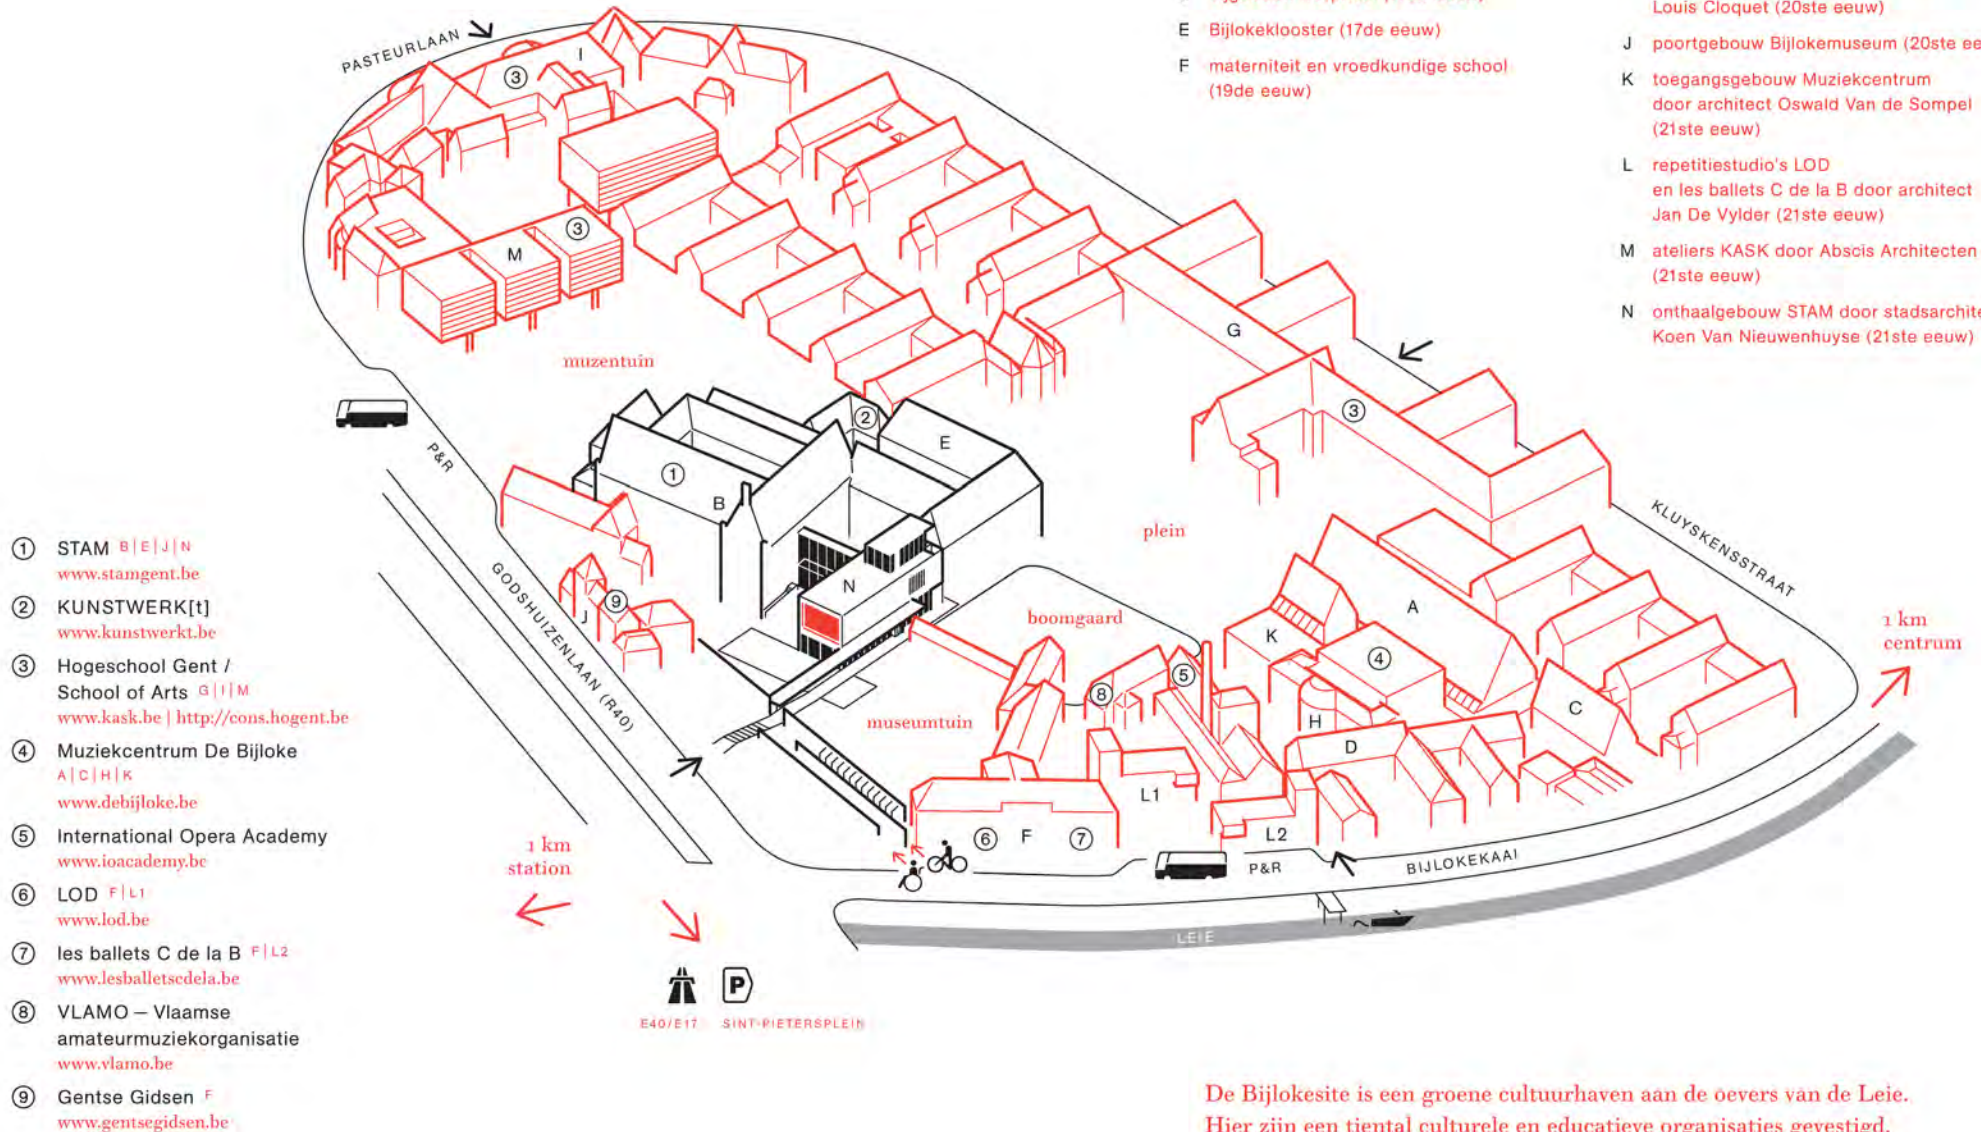 E Bijlokeklooster (17de eeuw)
F materniteit en vroedkundige school
(19de eeuw)
Louis Cloquet (20ste eeuw)
J poortgebouw Bijlokemuseum (20ste
K toegangsgebouw Muziekcentrum
door architect Oswald Van de Sompel
(21ste eeuw)
L repetitiestudio's LOD
en les ballets C de la B door architect
Jan De Vylder (21ste eeuw)
M ateliers KASK door Abscis Architecten
(21ste eeuw)
N onthaalgebouw STAM door
Koen Van Nieuwenhuyse (21ste eeuw)
PASTEURLAAN
3
I
3
M
muzentuin
G
3
2
E
1
B
P&R
plein
KLUYSKENSSTRAAT
GODSHUIZENLAAN (R40)
N
9
J
boomgaard
museumtuin
A
K
4
5
8
C
H
D
L1
L2
6
F
7
1 km
centrum
1 km
station
P&R
BIJLOKEKAAI
LEIE
P
E40/E17
SINT-PIETERSPLEIN
1 STAM B|E|J|N
www.stamgent.be
2 KUNSTWERK[t]
www.kunstwerkt.be
3 Hogeschool Gent /
School of Arts G|I|M
www.kask.be | http://cons.hogent.be
4 Muziekcentrum De Bijloke
A|C|H|K
www.debijloke.be
5 International Opera Academy
www.ioacademy.be
6 LOD F|L1
www.lod.be
7 les ballets C de la B F|L2
www.lesballetscdela.be
8 VLAMO – Vlaamse
amateurmuziekorganisatie
www.vlamo.be
9 Gentse Gidsen F
www.gentsegidsen.be
De Bijlokesite is een groene cultuurhaven aan de oevers van de Leie.
Hier zijn een tiental culturele en educatieve organisaties gevestigd.